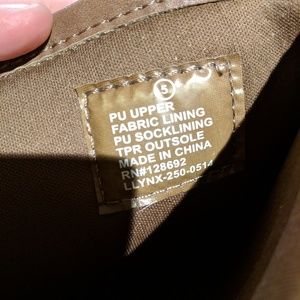 5
PU UPPER
FABRIC LINING
PU SOCKLINING
TPR OUTSOLE
MADE IN CHINA
RN#128692
LLYNX-250-0514